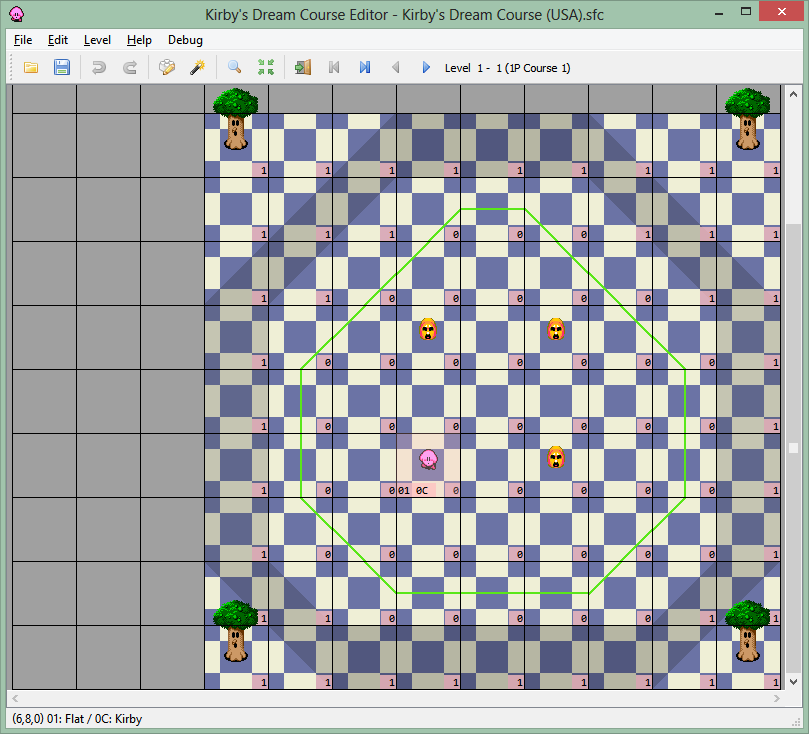 Kirby's Dream Course Editor - Kirby's Dream Course (USA).sfc
File Edit Level Help Debug
Level 1 - 1 (1P Course 1)
1 1 1 1 1 1 1 1 1
1 1 1 0 0 0 1 1 1
1 1 0 0 0 0 0 1 1
1 0 0 0 0 0 0 0 1
1 0 0 0 0 0 0 0 1
1 0 0 01 0C 0 0 0 0 0 1
1 0 0 0 0 0 0 0 1
1 1 0 0 0 0 0 1 1
1 1 1 1 1 1 1 1 1
(6,8,0) 01: Flat / 0C: Kirby